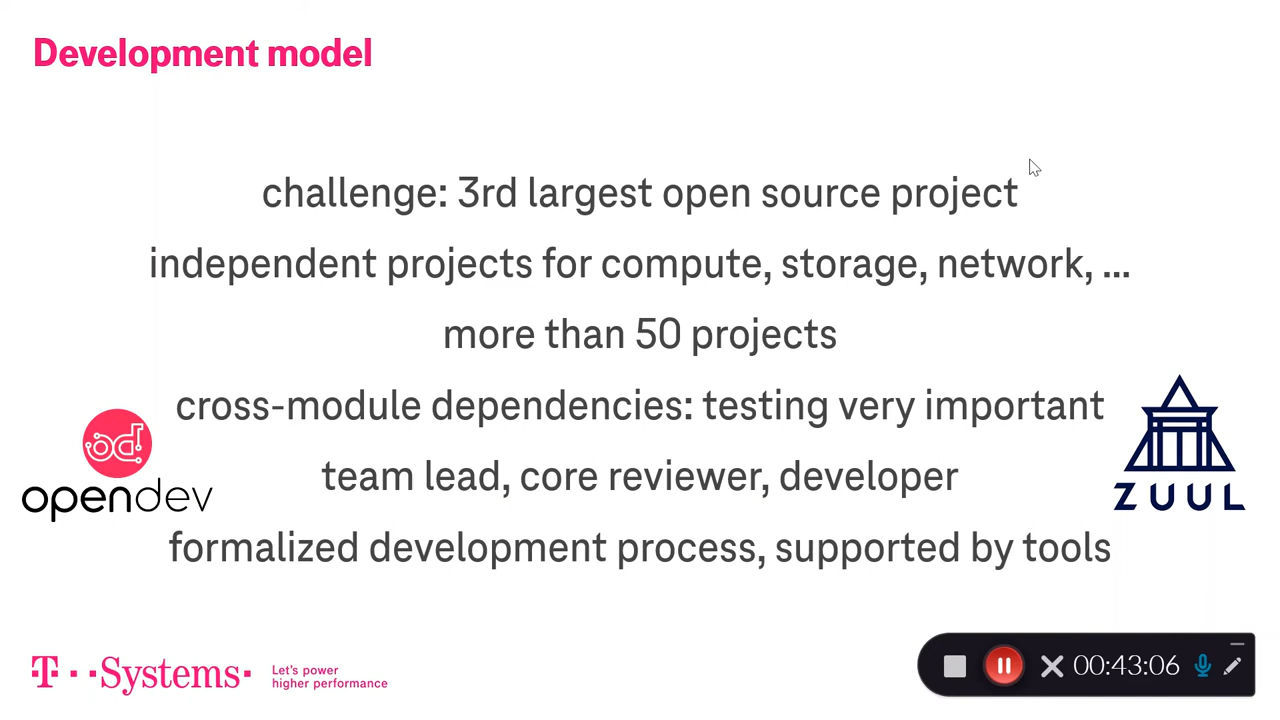 Development model
challenge: 3rd largest open source project
independent projects for compute, storage, network, ...
more than 50 projects
cross-module dependencies: testing very important
team lead, core reviewer, developer
formalized development process, supported by tools
od
opendev
ZUUL
T··Systems·
Let's power
higher performance
00:43:06